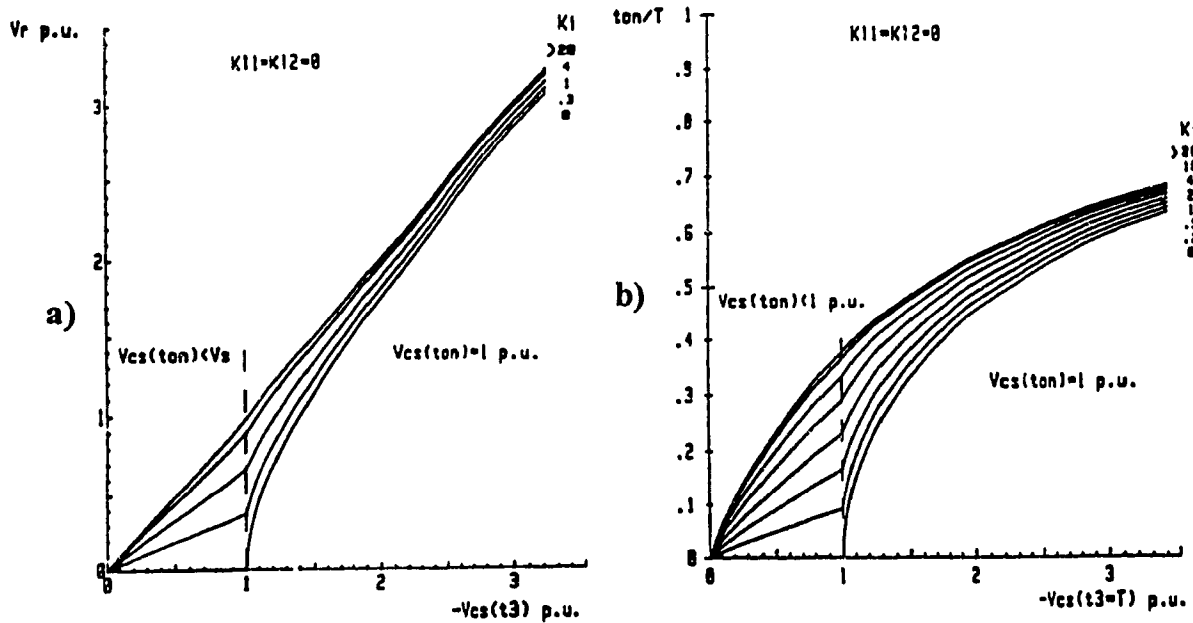 Vr p.u.
K11=K12=0
K1
>20
4
1
.3
0
3
2
1
0
a)
Vcs(ton)<Vs
Vcs(ton)=1 p.u.
1
2
3
-Vcs(t3) p.u.
ton/T
1
.9
.8
.7
.6
.5
.4
.3
.2
.1
0
K11=K12=0
b)
Vcs(ton)<1 p.u.
Vcs(ton)=1 p.u.
0
1
2
3
-Vcs(t3=T) p.u.